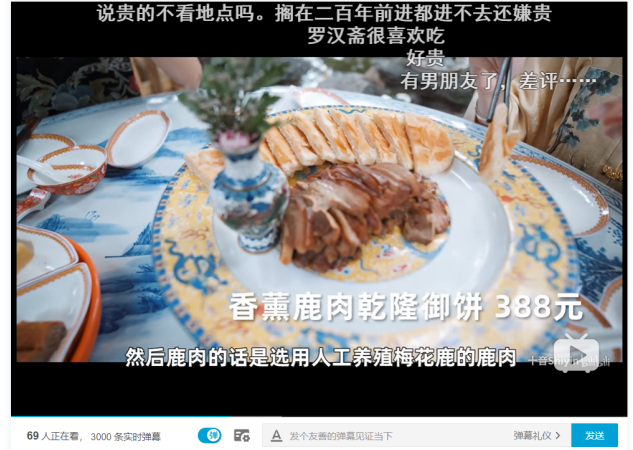 说贵的不看地点吗。搁在二百年前进都进不去还嫌贵
罗汉斋很喜欢吃
好贵
有男朋友了，差评……
香薰鹿肉乾隆御饼 388元
然后鹿肉的话是选用人工养殖梅花鹿的鹿肉
69 人正在看， 3000 条实时弹幕
弹
A 发个友善的弹幕见证当下
弹幕礼仪 >
发送